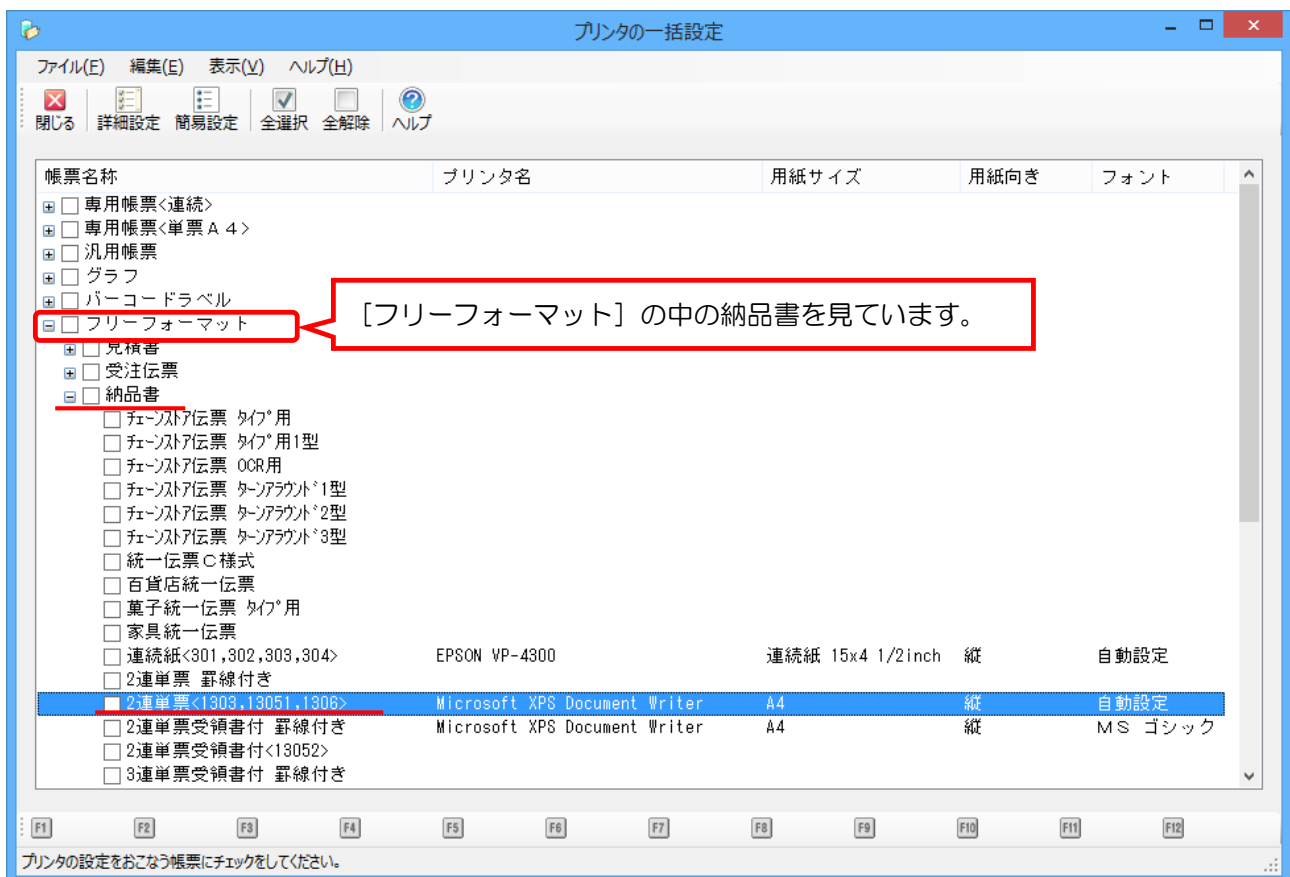 プリンタの一括設定
ファイル(F) 編集(E) 表示(V) ヘルプ(H)
閉じる 詳細設定 簡易設定 全選択 全解除 ヘルプ
帳票名称 プリンタ名 用紙サイズ 用紙向き フォント
専用帳票<連続>
専用帳票<単票A4>
汎用帳票
グラフ
バーコードラベル
フリーフォーマット
[フリーフォーマット] の中の納品書を見ています。
見積書
受注伝票
納品書
チェーンストア伝票 タイプ用
チェーンストア伝票 タイプ用1型
チェーンストア伝票 OCR用
チェーンストア伝票 ターンアラウンド1型
チェーンストア伝票 ターンアラウンド2型
チェーンストア伝票 ターンアラウンド3型
統一伝票C様式
百貨店統一伝票
菓子統一伝票 タイプ用
家具統一伝票
連続紙<301,302,303,304> EPSON VP-4300 連続紙 15x4 1/2inch 縦 自動設定
2連単票 罫線付き
2連単票<1303,13051,1306> Microsoft XPS Document Writer A4 縦 自動設定
2連単票受領書付 罫線付き Microsoft XPS Document Writer A4 縦 MS ゴシック
2連単票受領書付<13052>
3連単票受領書付 罫線付き
F1 F2 F3 F4 F5 F6 F7 F8 F9 F10 F11 F12
プリンタの設定をおこなう帳票にチェックをしてください。